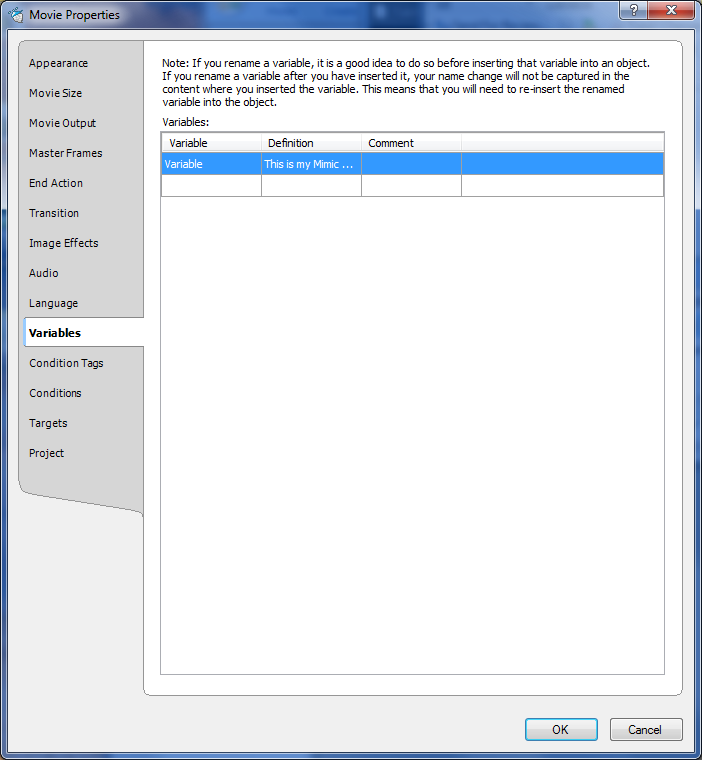 Movie Properties
?
Appearance
Movie Size
Movie Output
Master Frames
End Action
Transition
Image Effects
Audio
Language
Variables
Condition Tags
Conditions
Targets
Project
Note: If you rename a variable, it is a good idea to do so before inserting that variable into an object.
If you rename a variable after you have inserted it, your name change will not be captured in the
content where you inserted the variable. This means that you will need to re-insert the renamed
variable into the object.
Variables:
Variable Definition Comment
Variable This is my Mimic ...
OK Cancel